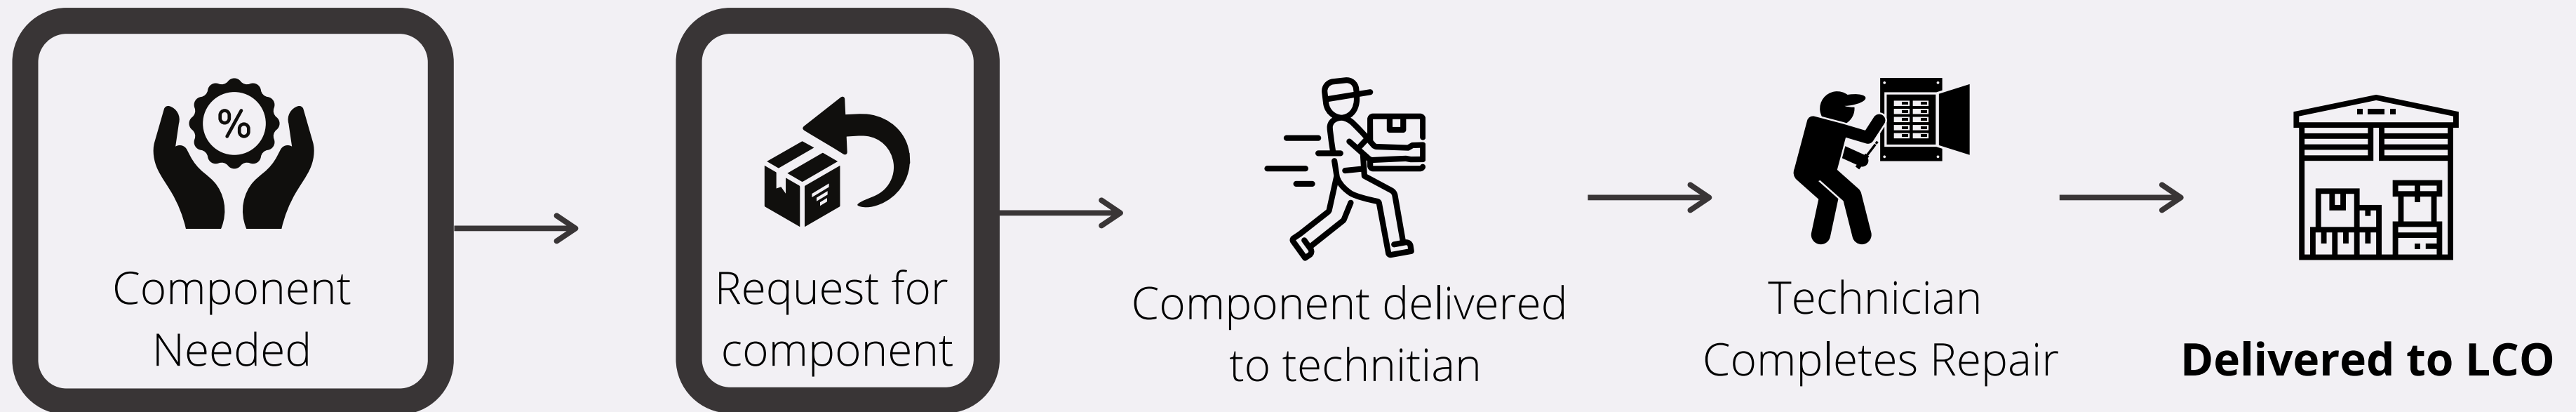 %
Component
Needed
Request for
component
Component delivered
to technitian
Technician
Completes Repair
Delivered to LCO